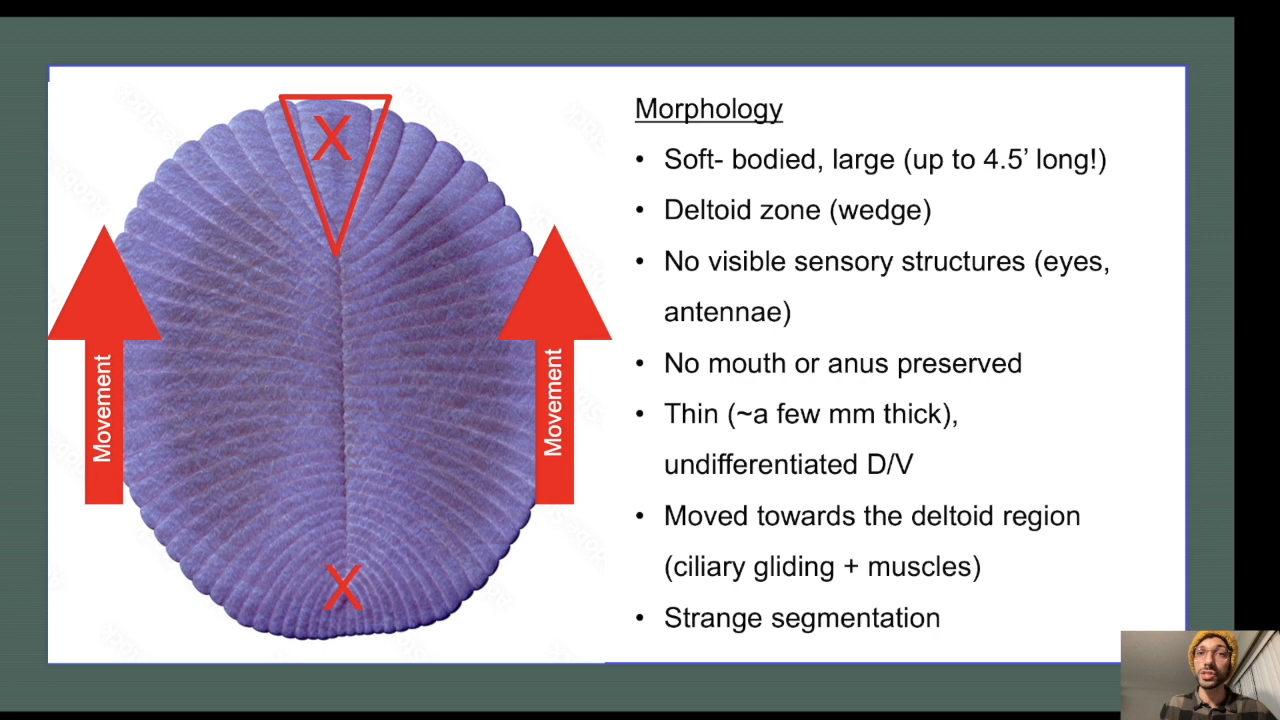 Morphology
• Soft- bodied, large (up to 4.5’ long!)
• Deltoid zone (wedge)
• No visible sensory structures (eyes,
antennae)
• No mouth or anus preserved
• Thin (~a few mm thick),
undifferentiated D/V
• Moved towards the deltoid region
(ciliary gliding + muscles)
• Strange segmentation
X
Movement
Movement
X